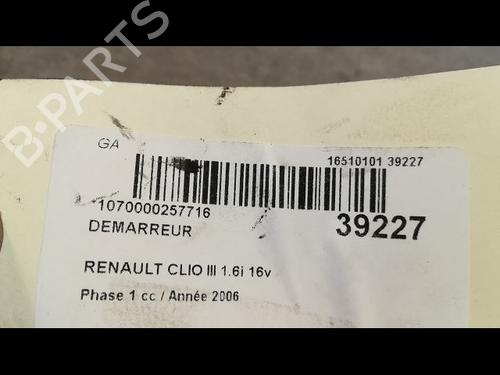 B-PARTS
GA
16510101 39227
1070000257716
39227
DEMARREUR
RENAULT CLIO III 1.6i 16v
Phase 1 cc / Année 2006